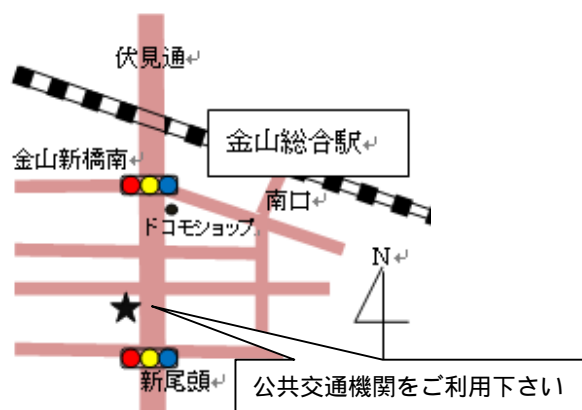 伏見通
金山総合駅
金山新橋南
南口
ドコモショップ
N
新尾頭
公共交通機関をご利用下さい